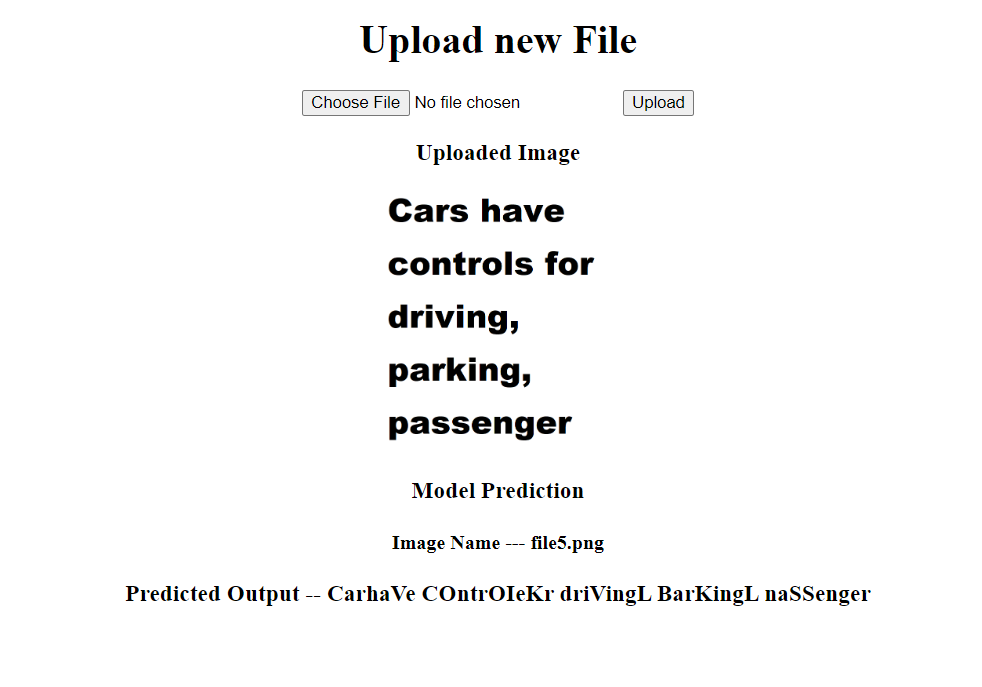 Upload new File
Choose File No file chosen Upload
Uploaded Image
Cars have
controls for
driving,
parking,
passenger
Model Prediction
Image Name --- file5.png
Predicted Output -- CarhaVe COntrOIeKr driVingL BarKingL naSSenger